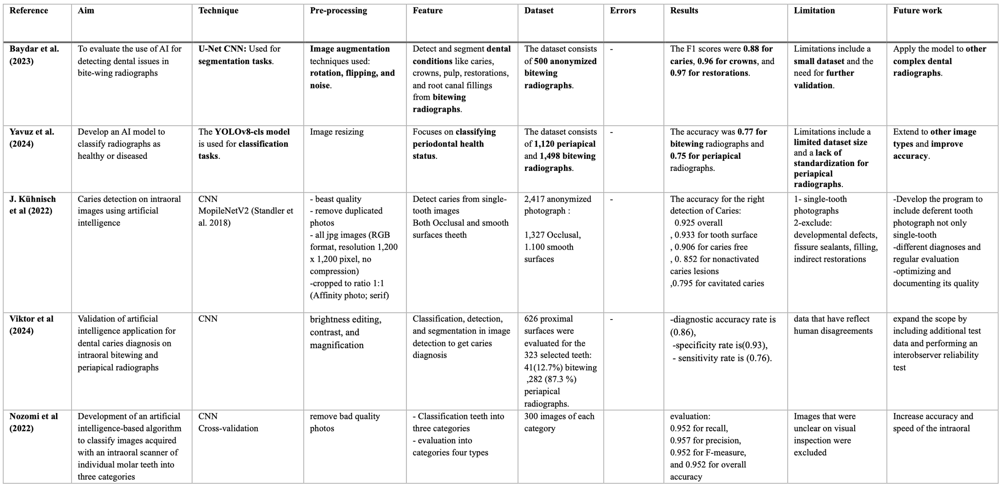 Reference
Aim
Technique
Pre-processing
Feature
Dataset
Errors
Results
Limitation
Future work
Baydar et al.
(2023)
To evaluate the use of AI for
detecting dental issues in
bite-wing radiographs
U-Net CNN: Used for
segmentation tasks.
Image augmentation
techniques used:
rotation, flipping, and
noise.
Detect and segment dental
conditions like caries,
crowns, pulp, restorations,
and root canal fillings
from bitewing
radiographs.
The dataset consists
of 500 anonymized
bitewing
radiographs.
-
The F1 scores were 0.88 for
caries, 0.96 for crowns, and
0.97 for restorations.
Limitations include a
small dataset and the
need for further
validation.
Apply the model to other
complex dental
radiographs.
Yavuz et al.
(2024)
Develop an AI model to
classify radiographs as
healthy or diseased
The YOLOv8-cls model
is used for classification
tasks.
Image resizing
Focuses on classifying
periodontal health
status.
The dataset consists
of 1,120 periapical
and 1,498 bitewing
radiographs.
-
The accuracy was 0.77 for
bitewing radiographs and
0.75 for periapical
radiographs.
Limitations include a
limited dataset size
and a lack of
standardization for
periapical
radiographs.
Extend to other image
types and improve
accuracy.
J. Kühnisch
et al (2022)
Caries detection on intraoral
images using artificial
intelligence
CNN
MopileNetV2 (Standler et
al. 2018)
- beast quality
- remove duplicated
photos
- all jpg images (RGB
format, resolution 1,200
x 1,200 pixel, no
compression)
-cropped to ratio 1:1
(Affinity photo; serif)
Detect caries from single-
tooth images
Both Occlusal and smooth
surfaces theeth
2,417 anonymized
photograph :
1,327 Occlusal,
1.100 smooth
surfaces
-
The accuracy for the right
detection of Caries:
0.925 overall
, 0.933 for tooth surface
, 0.906 for caries free
, 0. 852 for nonactivated
caries lesions
,0.795 for cavitated caries
1- single-tooth
photographs
2-exclude:
developmental defects,
fissure sealants, filling,
indirect restorations
-Develop the program to
include deferent tooth
photograph not only
single-tooth
-different diagnoses and
regular evaluation
-optimizing and
documenting its quality
Viktor et al
(2024)
Validation of artificial
intelligence application for
dental caries diagnosis on
intraoral bitewing and
periapical radiographs
CNN
brightness editing,
contrast, and
magnification
Classification, detection,
and segmentation in image
detection to get caries
diagnosis
626 proximal
surfaces were
evaluated for the
323 selected teeth:
41(12.7%) bitewing
,282 (87.3 %)
periapical
radiographs.
-
-diagnostic accuracy rate is
(0.86),
-specificity rate is(0.93),
- sensitivity rate is (0.76).
data that have reflect
human disagreements
expand the scope by
including additional test
data and performing an
interobserver reliability
test
Nozomi et al
(2022)
Development of an artificial
intelligence-based algorithm
to classify images acquired
with an intraoral scanner of
individual molar teeth into
three categories
CNN
Cross-validation
remove bad quality
photos
- Classification teeth into
three categories
- evaluation into
categories four types
300 images of each
category
evaluation:
0.952 for recall,
0.957 for precision,
0.952 for F-measure,
and 0.952 for overall
accuracy
Images that were
unclear on visual
inspection were
excluded
Increase accuracy and
speed of the intraoral